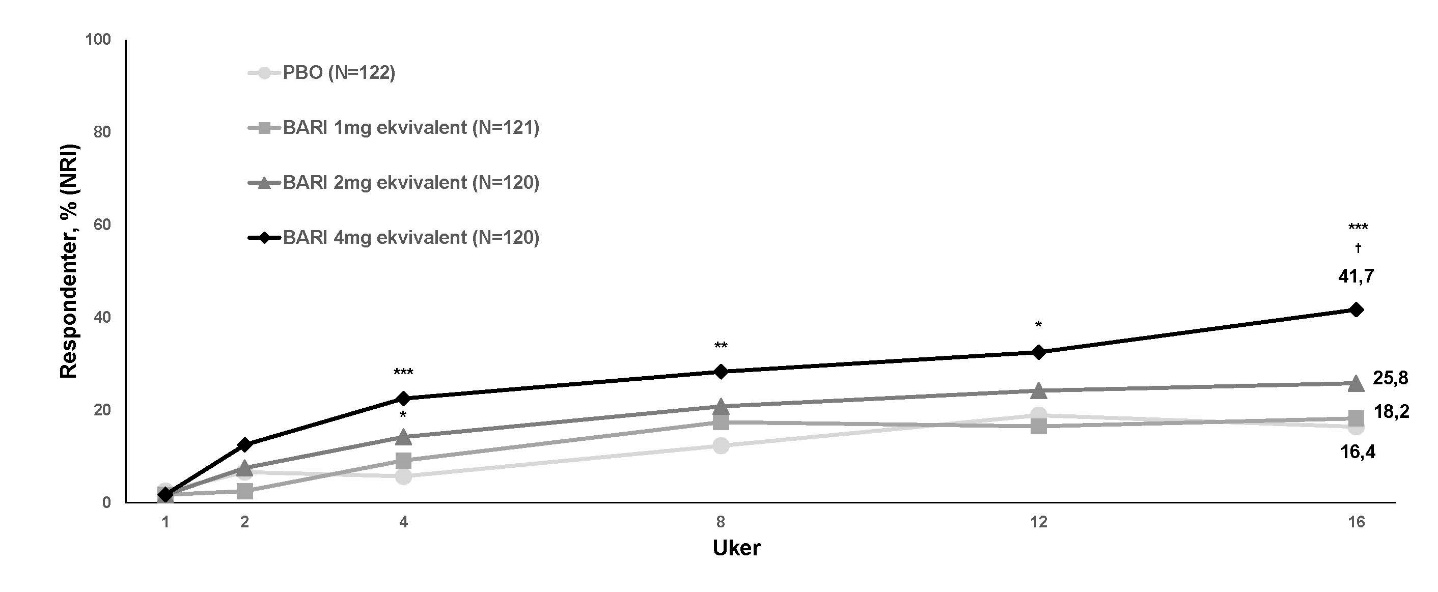 100
80
60
40
20
0
Respondenter, % (NRI)
PBO (N=122)
BARI 1mg ekvivalent (N=121)
BARI 2mg ekvivalent (N=120)
BARI 4mg ekvivalent (N=120)
***
*
**
*
***
†
41,7
25,8
18,2
16,4
1 2 4 8 12 16
Uker